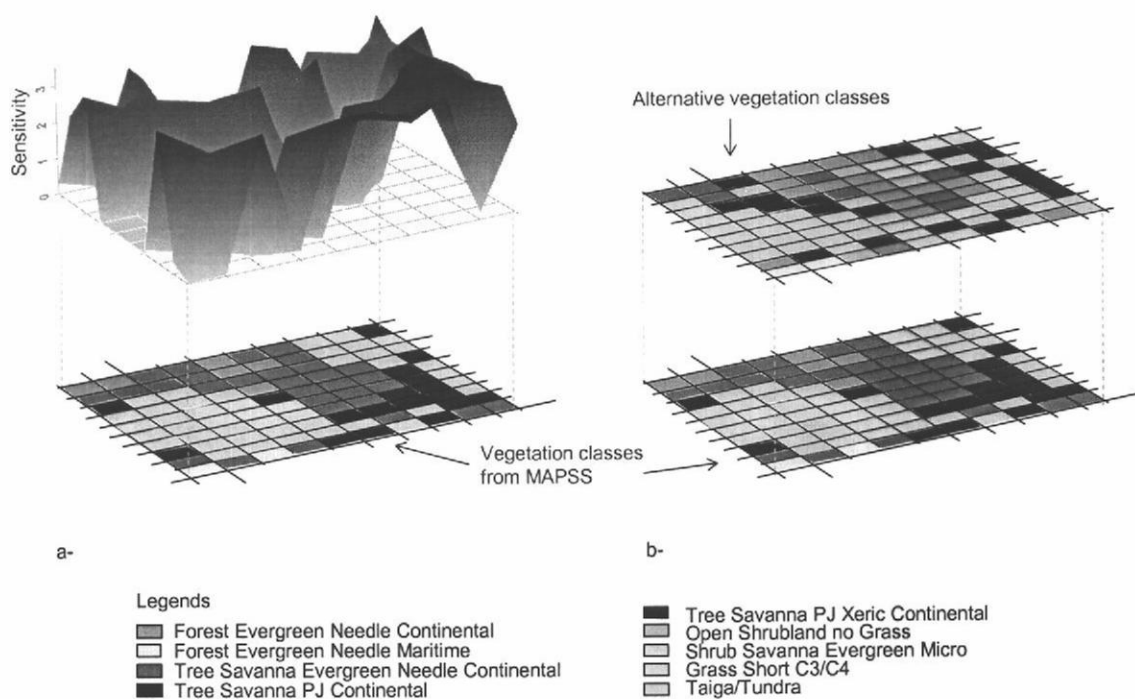 Sensitivity
3
2
1
0
Alternative vegetation classes
Vegetation classes
from MAPSS
a-
b-
Legends
Forest Evergreen Needle Continental
Forest Evergreen Needle Maritime
Tree Savanna Evergreen Needle Continental
Tree Savanna PJ Continental
Tree Savanna PJ Xeric Continental
Open Shrubland no Grass
Shrub Savanna Evergreen Micro
Grass Short C3/C4
Taiga/Tundra